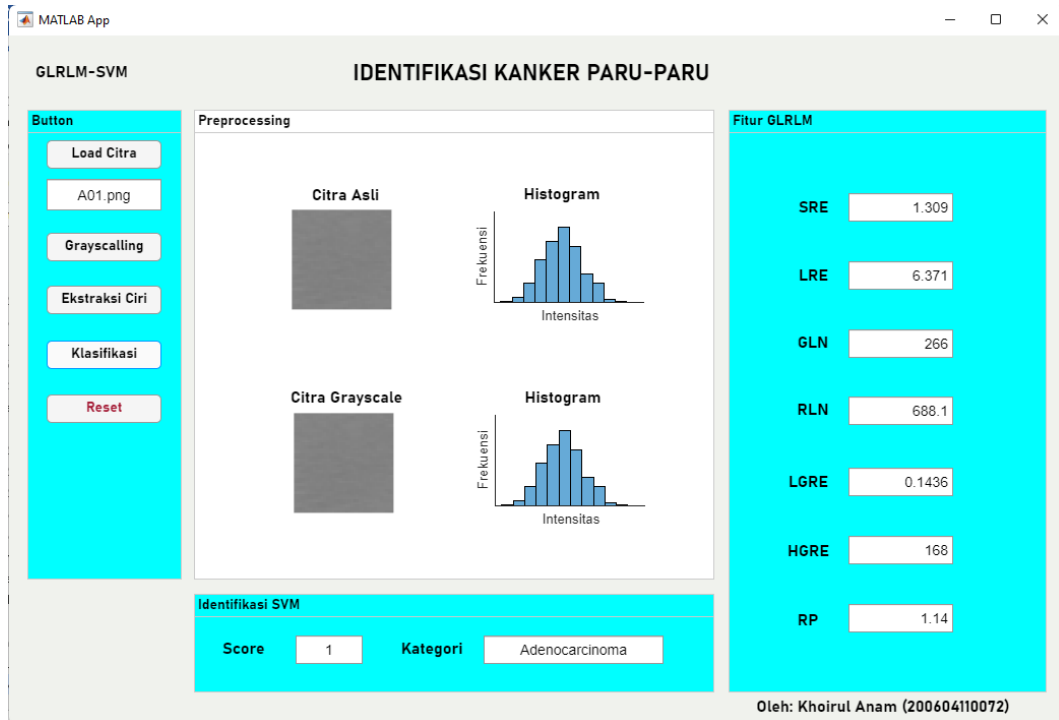 MATLAB App
GLRLM-SVM
IDENTIFIKASI KANKER PARU-PARU
Button
Load Citra
A01.png
Grayscalling
Ekstraksi Ciri
Klasifikasi
Reset
Preprocessing
Citra Asli
Histogram
Frekuensi
Intensitas
Citra Grayscale
Histogram
Frekuensi
Intensitas
Identifikasi SVM
Score 1 Kategori Adenocarcinoma
Fitur GLRLM
SRE 1.309
LRE 6.371
GLN 266
RLN 688.1
LGRE 0.1436
HGRE 168
RP 1.14
Oleh: Khoirul Anam (200604110072)